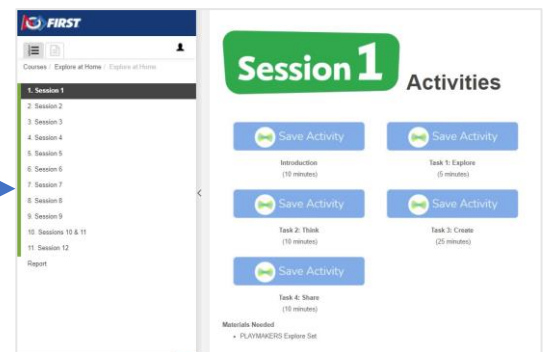 FIRST
Courses / Explore at Home / Explore at Home
1. Session 1
2. Session 2
3. Session 3
4. Session 4
5. Session 5
6. Session 6
7. Session 7
8. Session 8
9. Session 9
10. Sessions 10 & 11
11. Session 12
Report
Session 1
Activities
Save Activity
Save Activity
Introduction
(10 minutes)
Task 1: Explore
(5 minutes)
Save Activity
Save Activity
Task 2: Think
(10 minutes)
Task 3: Create
(25 minutes)
Save Activity
Task 4: Share
(10 minutes)
Materials Needed
PLAYMAKERS Explore Set